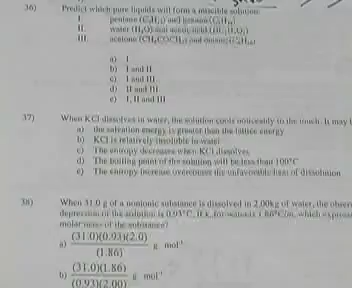 36) Predict which pure liquids will form a miscible solution:
I. pentane (C₅H₁₂) and
II. water (H₂O) and acetic acid
III. acetone (CH₃COCH₃) and
a) I
b) I and II
c) I and III
d) II and III
e) I, II and III
37) When KCl dissolves in water, the solution cools noticeably to the touch. It may b
a) the salvation energy is greater than the lattice energy
b) KCl is relatively insoluble in water
c) The entropy decreases when KCl dissolves
d) The boiling point of the solution will be less than 100°C
e) The entropy increase overcomes the unfavorable heat of dissolution
38) When 31.0 g of a nonionic substance is dissolved in 2.00kg of water, the observ
depression of the solution is 0.93°C. If kf for water is 1.86°C/m, which express
molar mass of the substance?
a) (31.0)(0.93)(2.0) g mol⁻¹
(1.86)
b) (31.0)(1.86) g mol⁻¹
(0.93)(2.00)